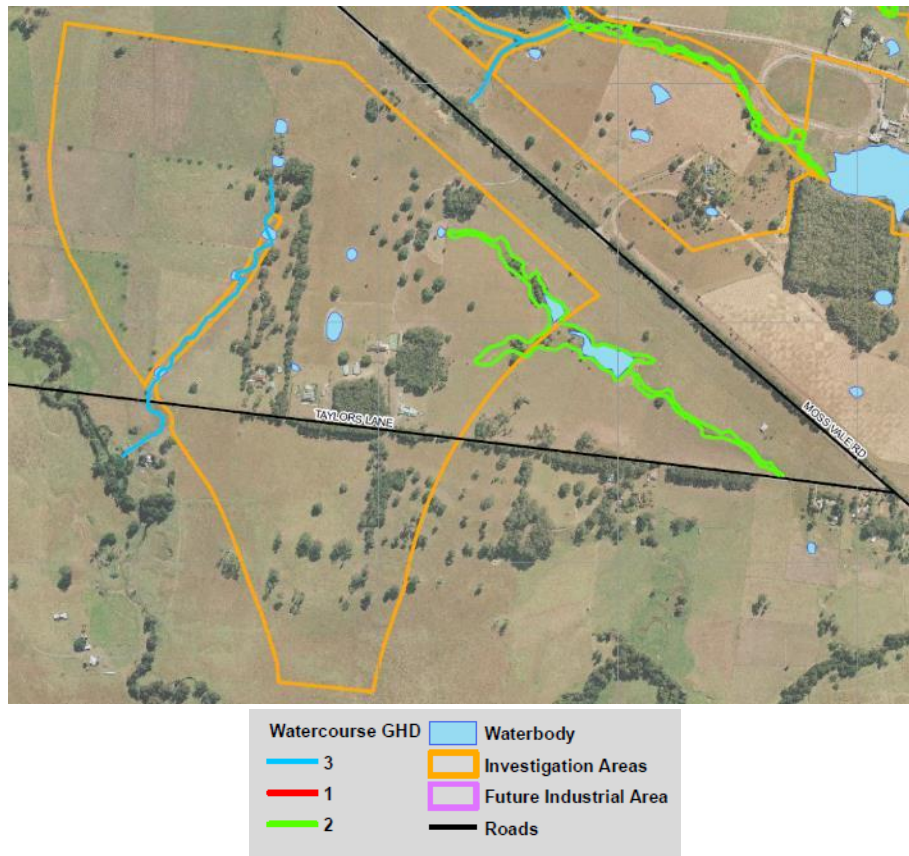 TAYLORS LANE
MOSS VALE RD
Watercourse GHD
3
1
2
Waterbody
Investigation Areas
Future Industrial Area
Roads